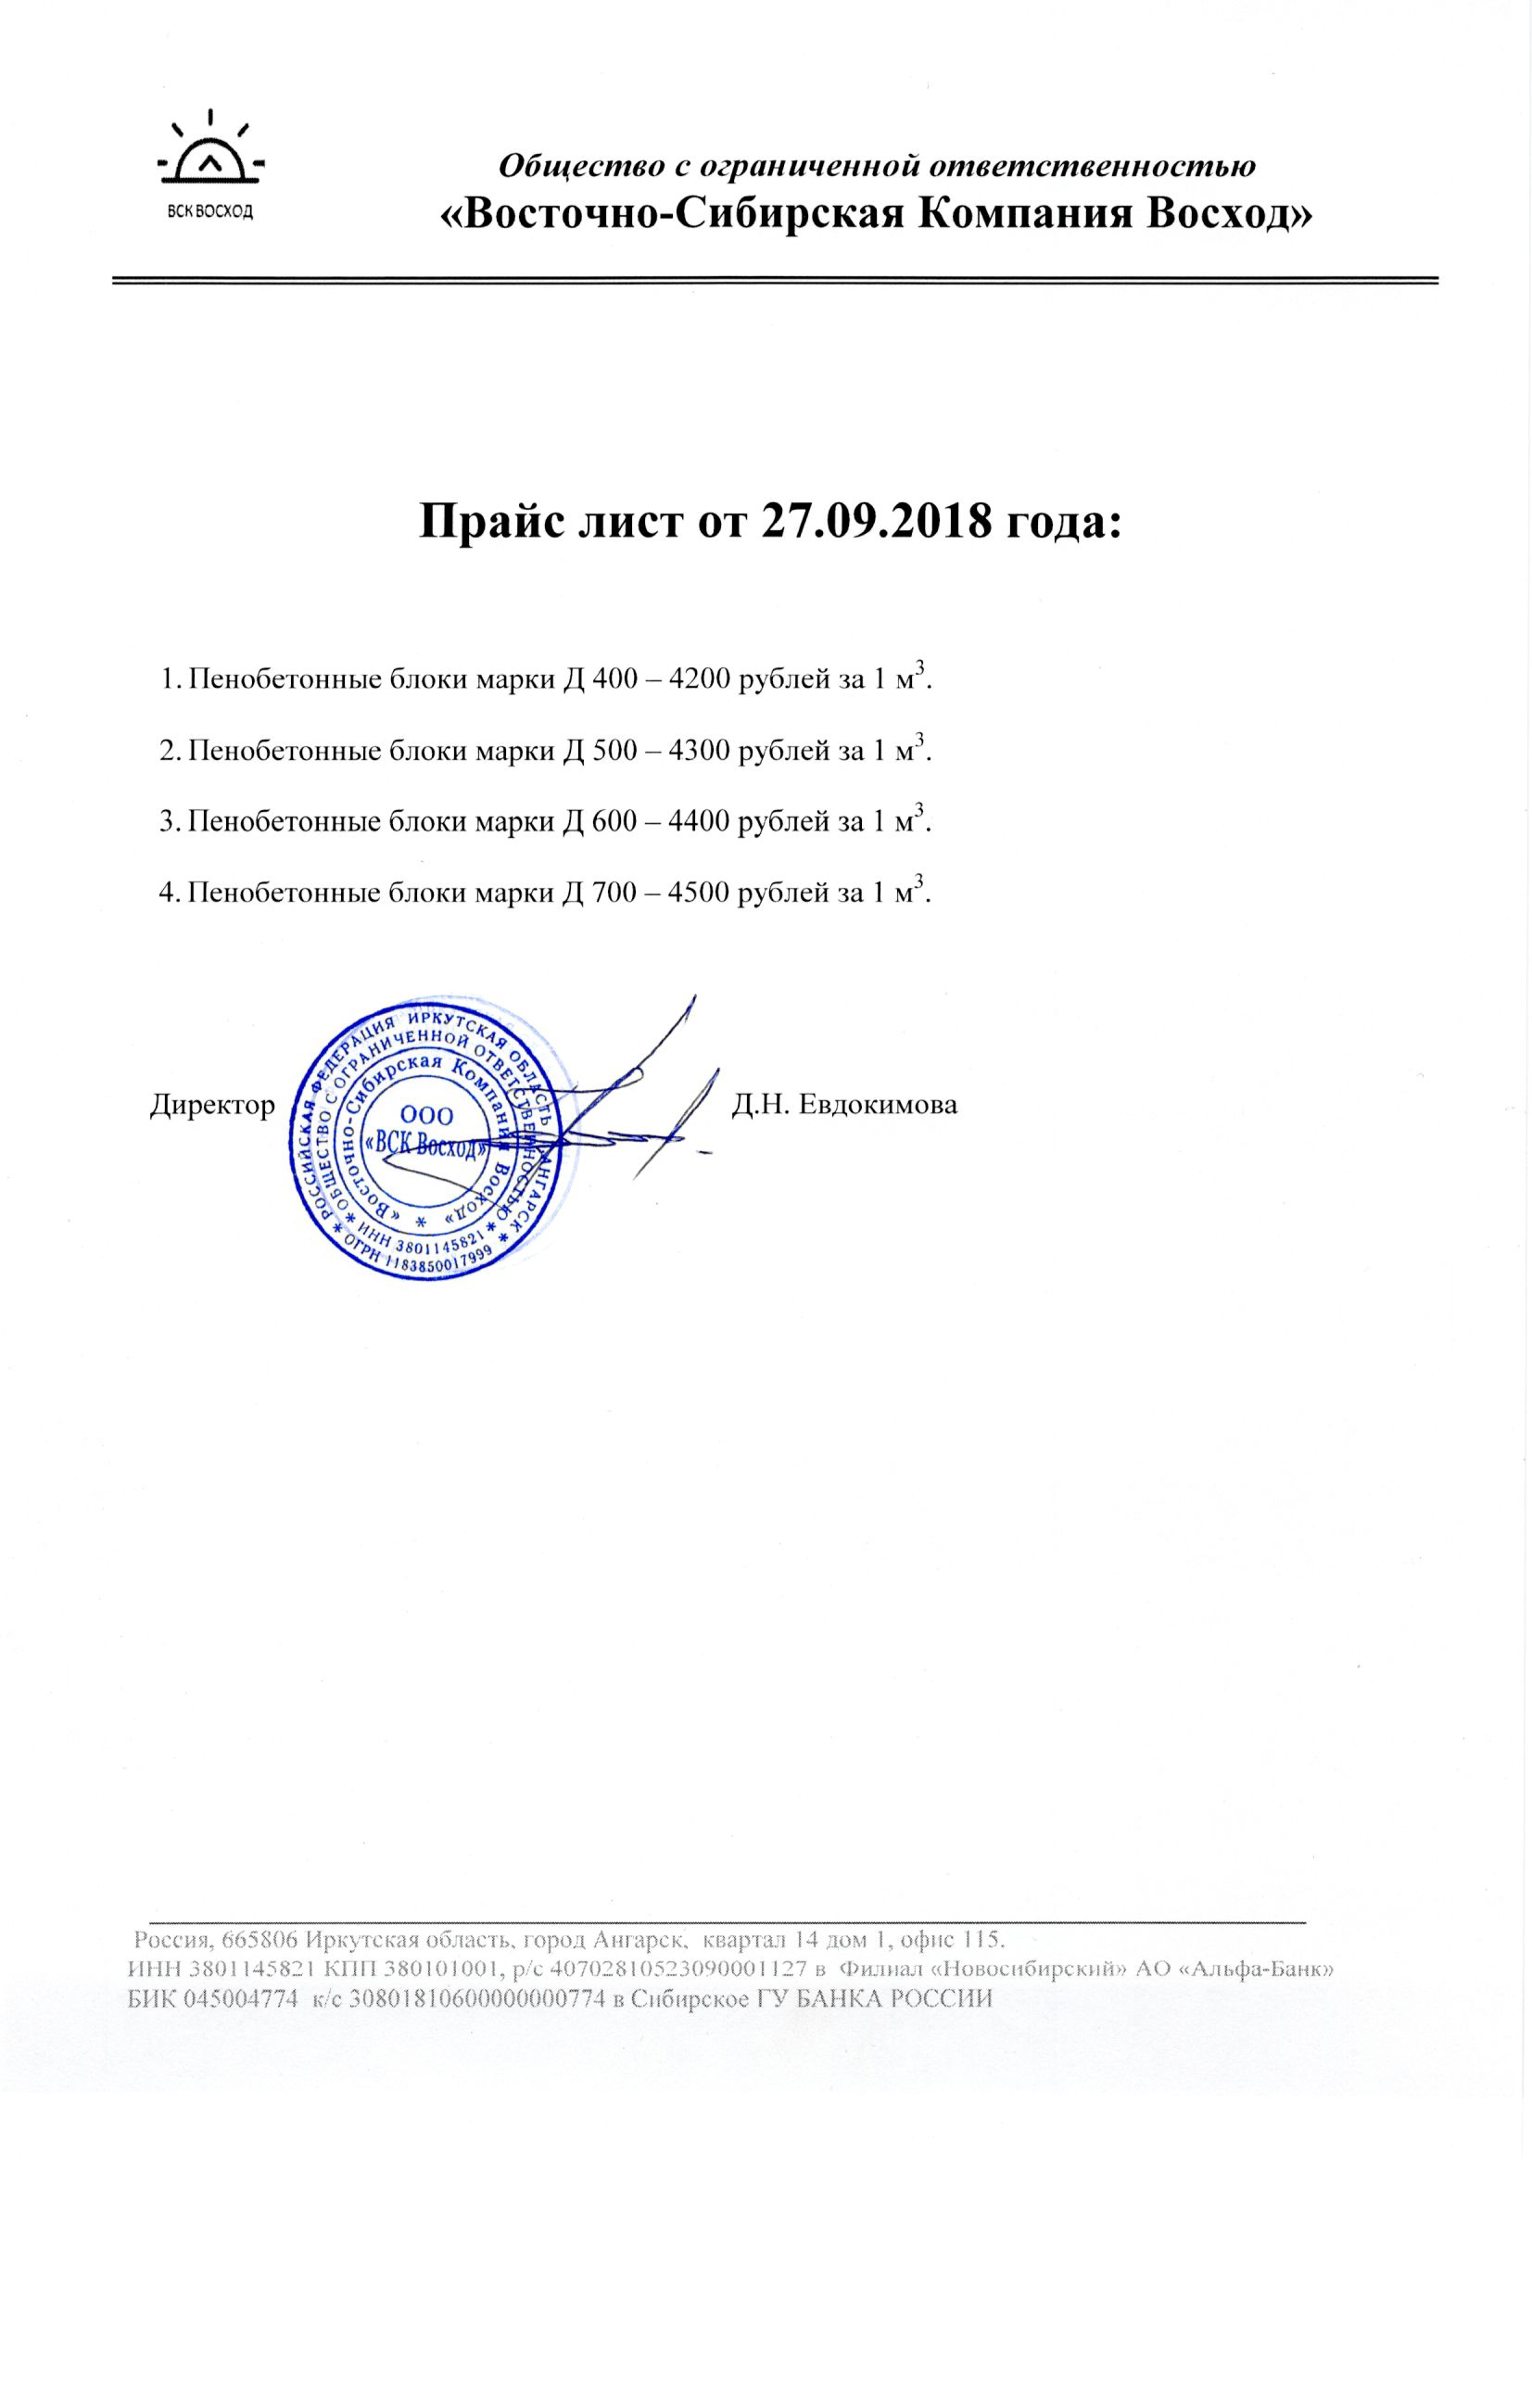 ВСК ВОСХОД
Общество с ограниченной ответственностью
«Восточно-Сибирская Компания Восход»
Прайс лист от 27.09.2018 года:
1. Пенобетонные блоки марки Д 400 – 4200 рублей за 1 м³.
2. Пенобетонные блоки марки Д 500 – 4300 рублей за 1 м³.
3. Пенобетонные блоки марки Д 600 – 4400 рублей за 1 м³.
4. Пенобетонные блоки марки Д 700 – 4500 рублей за 1 м³.
Директор
Д.Н. Евдокимова
* РОССИЙСКАЯ ФЕДЕРАЦИЯ ИРКУТСКАЯ ОБЛАСТЬ Г. АНГАРСК *
ОГРН 1183850017999
* ОБЩЕСТВО С ОГРАНИЧЕННОЙ ОТВЕТСТВЕННОСТЬЮ *
ИНН 3801145821
«Восточно-Сибирская Компания Восход» *
ООО
«ВСК Восход»
Россия, 665806 Иркутская область, город Ангарск, квартал 14 дом 1, офис 115.
ИНН 3801145821 КПП 380101001, р/с 40702810523090001127 в Филиал «Новосибирский» АО «Альфа-Банк»
БИК 045004774 к/с 30801810600000000774 в Сибирское ГУ БАНКА РОССИИ